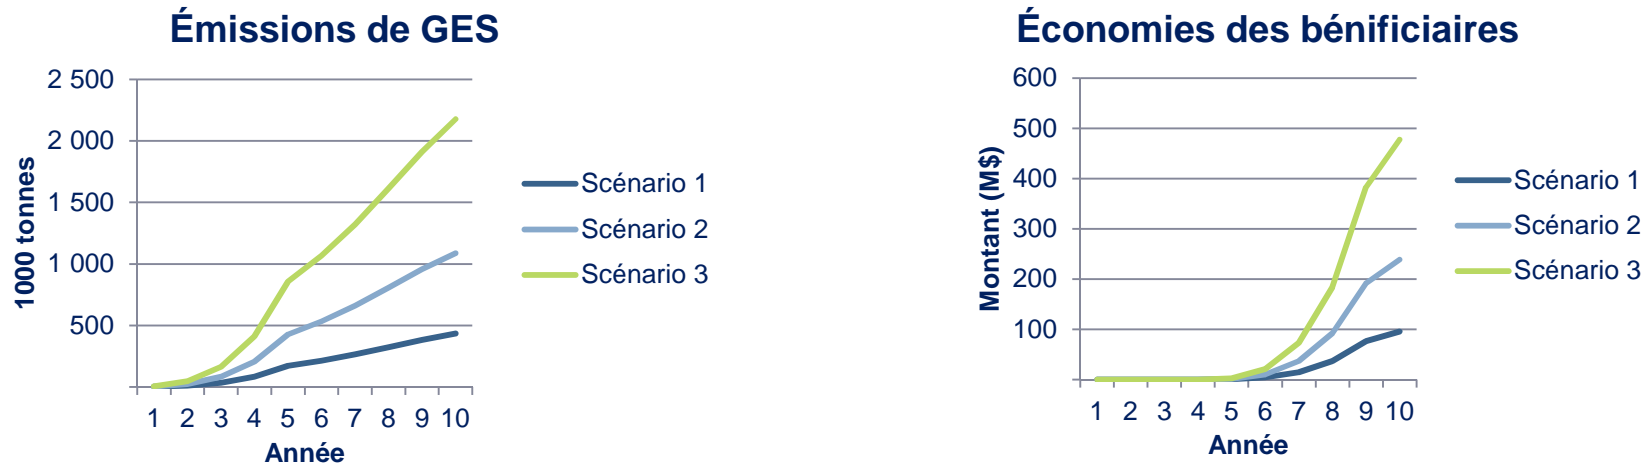 Émissions de GES
2 500
2 000
1 500
1 000
500
1000 tonnes
1 2 3 4 5 6 7 8 9 10
Année
Scénario 1
Scénario 2
Scénario 3
Économies des bénificiaires
600
500
400
300
200
100
Montant (M$)
1 2 3 4 5 6 7 8 9 10
Année
Scénario 1
Scénario 2
Scénario 3